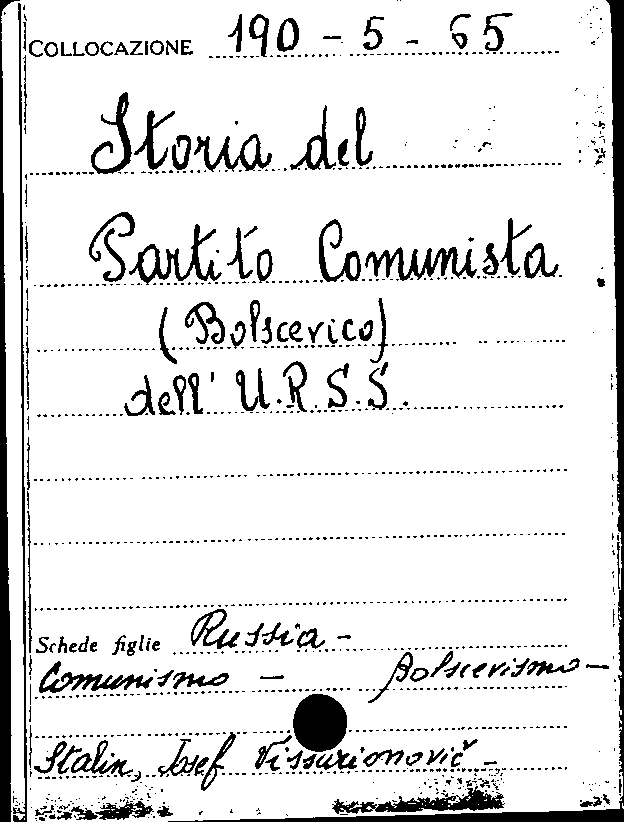 COLLOCAZIONE 190 - 5 - 65
Storia del
Partito Comunista
(Bolscevico)
dell' U.R.S.S.
Schede figlie Russia -
Comunismo - Bolscevismo -
Stalin, Josef Vissarionovič -